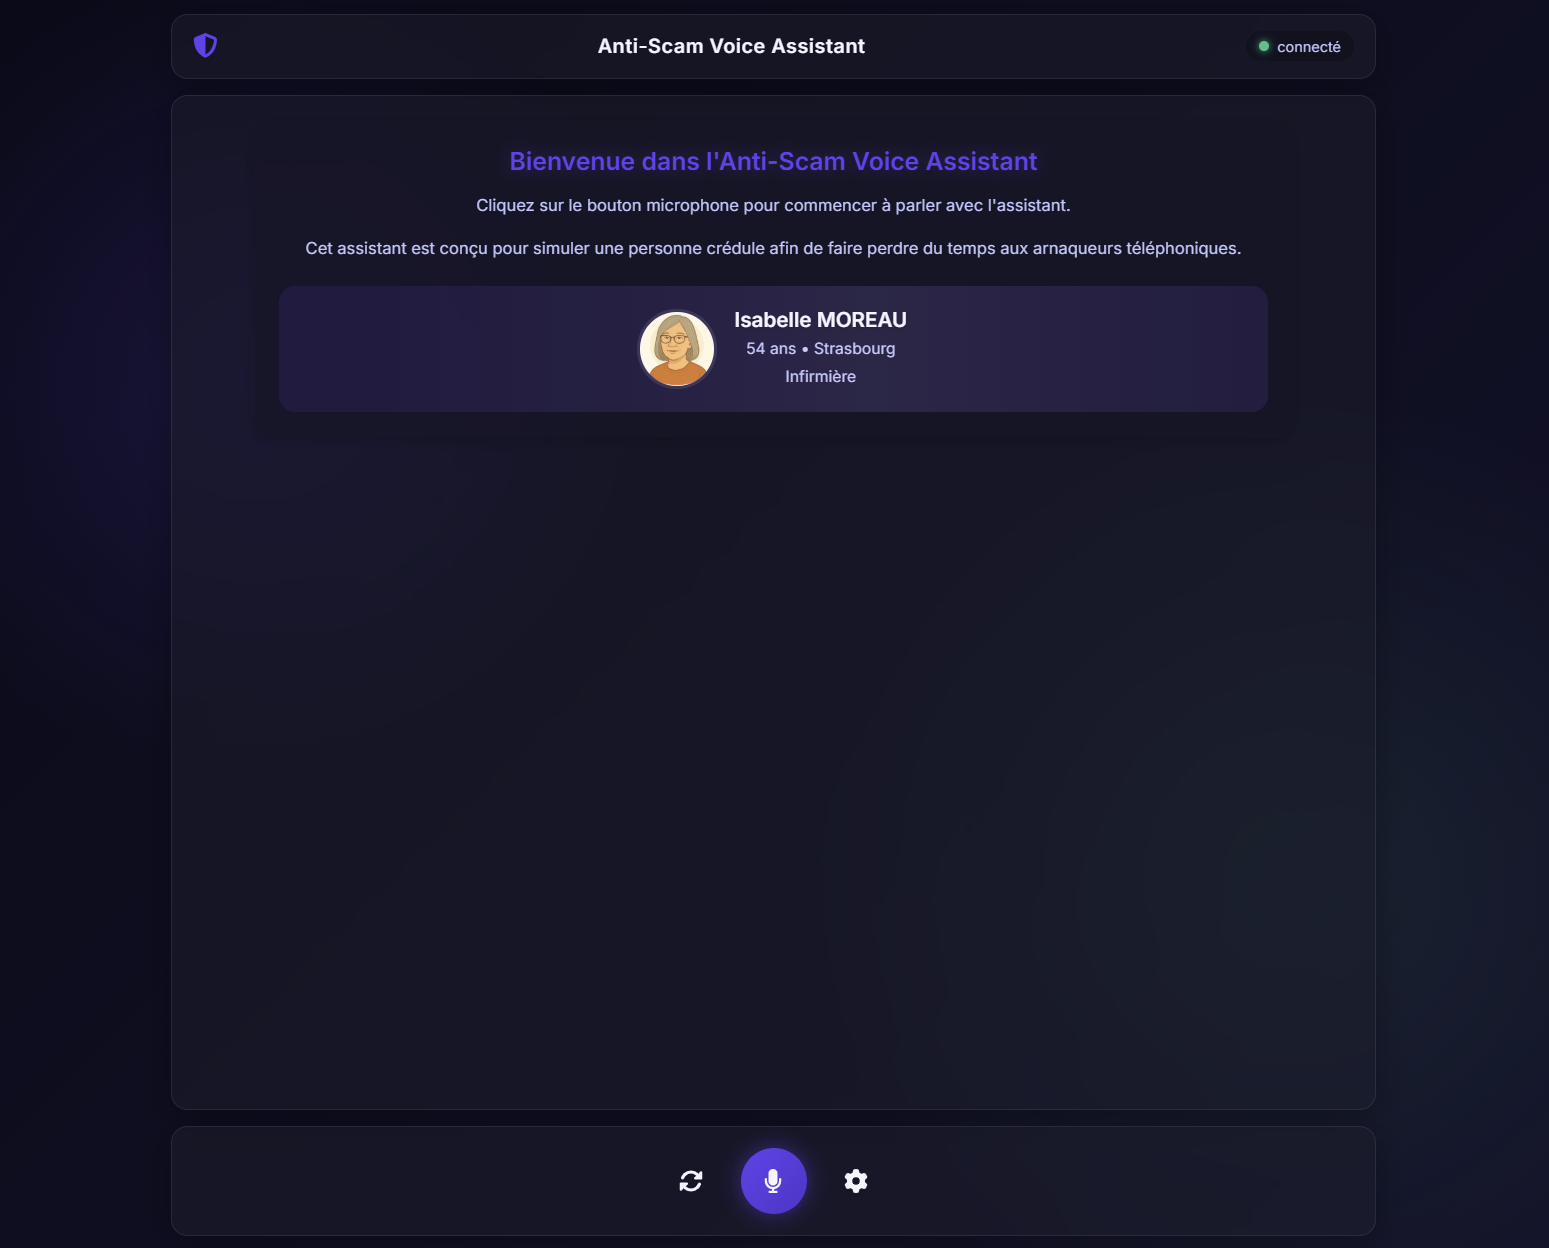 Anti-Scam Voice Assistant
connecté
Bienvenue dans l'Anti-Scam Voice Assistant
Cliquez sur le bouton microphone pour commencer à parler avec l'assistant.
Cet assistant est conçu pour simuler une personne crédule afin de faire perdre du temps aux arnaqueurs téléphoniques.
Isabelle MOREAU
54 ans • Strasbourg
Infirmière